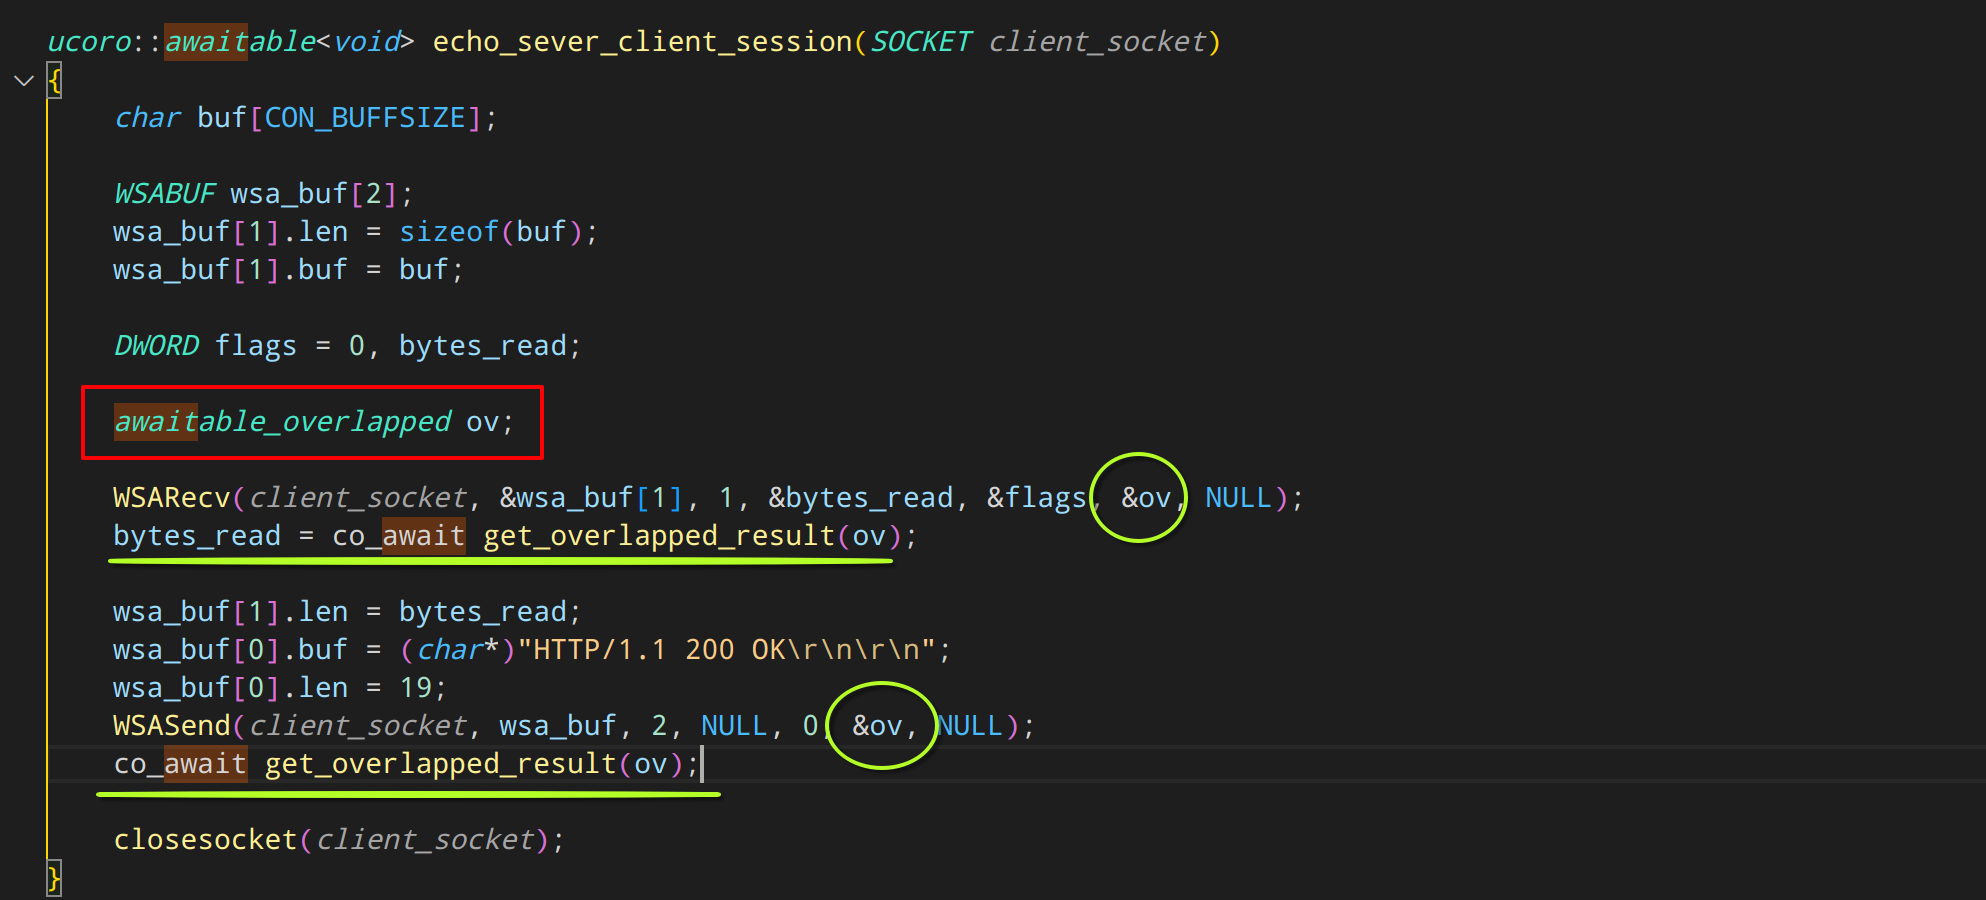 ucoro::awaitable<void> echo_sever_client_session(SOCKET client_socket)
{
char buf[CON_BUFFSIZE];
WSABUF wsa_buf[2];
wsa_buf[1].len = sizeof(buf);
wsa_buf[1].buf = buf;
DWORD flags = 0, bytes_read;
awaitable_overlapped ov;
WSARecv(client_socket, &wsa_buf[1], 1, &bytes_read, &flags, &ov, NULL);
bytes_read = co_await get_overlapped_result(ov);
wsa_buf[1].len = bytes_read;
wsa_buf[0].buf = (char*)"HTTP/1.1 200 OK\r\n\r\n";
wsa_buf[0].len = 19;
WSASend(client_socket, wsa_buf, 2, NULL, 0, &ov, NULL);
co_await get_overlapped_result(ov);
closesocket(client_socket);
}